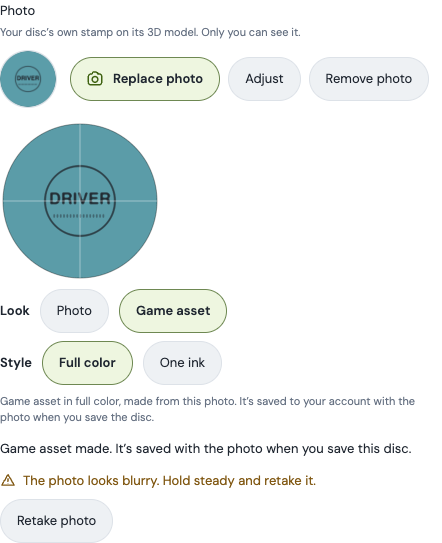 Photo
Your disc's own stamp on its 3D model. Only you can see it.
DRIVER
Replace photo
Adjust
Remove photo
DRIVER
Look
Photo
Game asset
Style
Full color
One ink
Game asset in full color, made from this photo. It's saved to your account with the
photo when you save the disc.
Game asset made. It's saved with the photo when you save this disc.
The photo looks blurry. Hold steady and retake it.
Retake photo